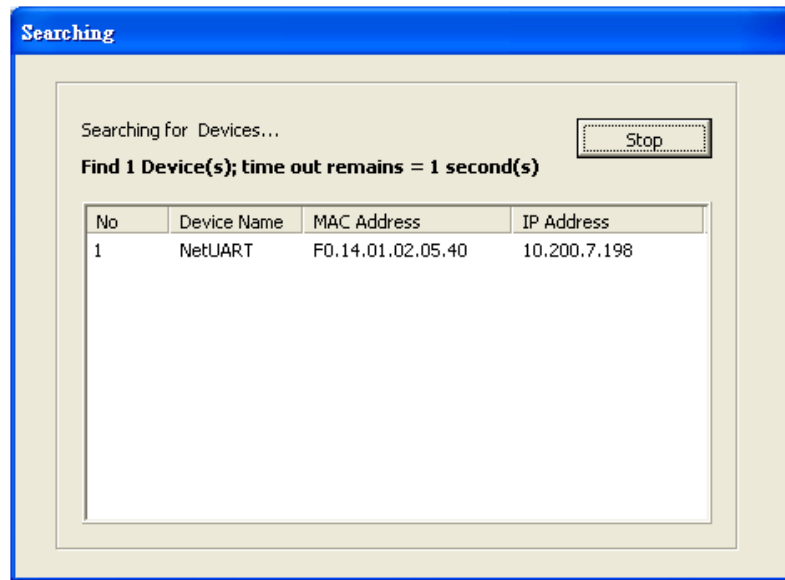 Searching
Searching for Devices...
Stop
Find 1 Device(s); time out remains = 1 second(s)
No Device Name MAC Address IP Address
1 NetUART F0.14.01.02.05.40 10.200.7.198